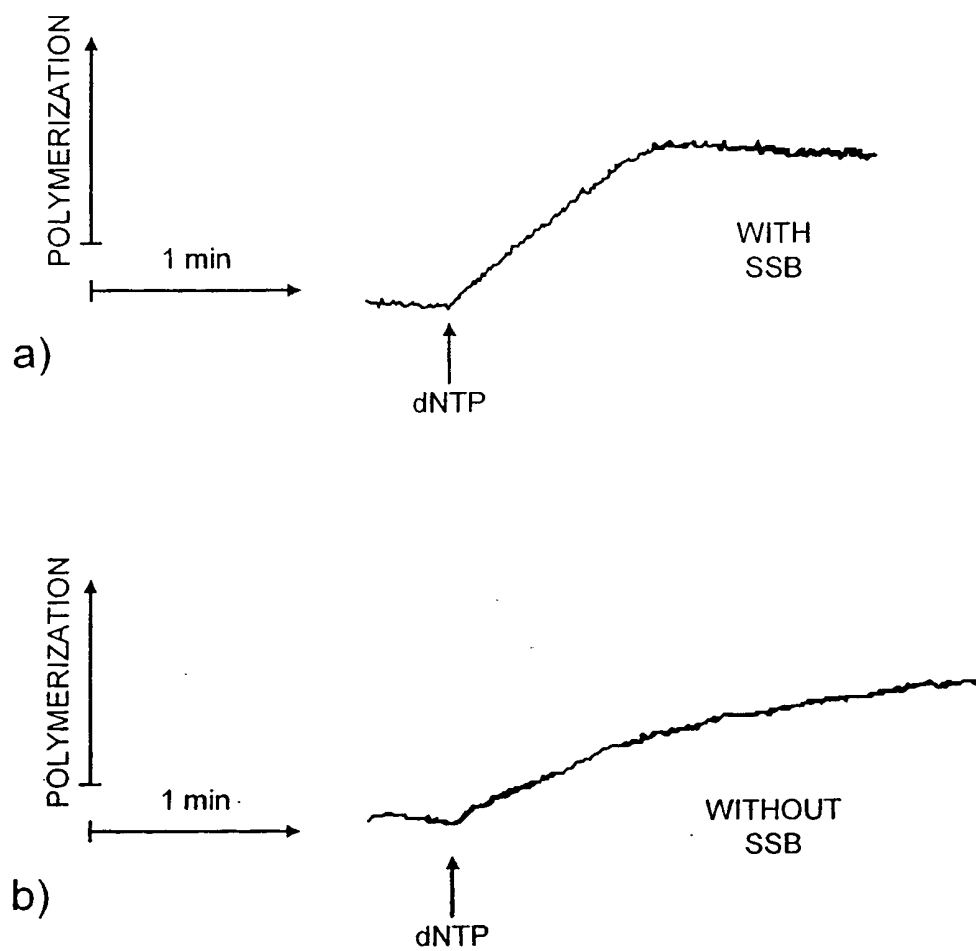 POLYMERIZATION
1 min
WITH
SSB
a)
dNTP
POLYMERIZATION
1 min
WITHOUT
SSB
b)
dNTP